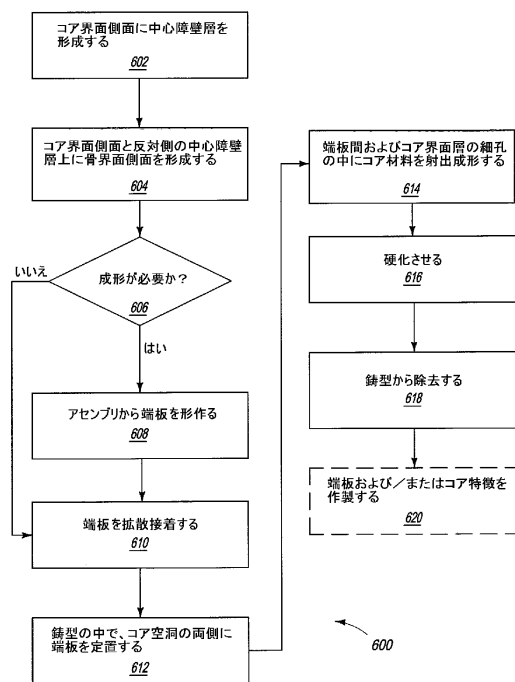 コア界面側面に中心障壁層を
形成する
602
コア界面側面と反対側の中心障壁
層上に骨界面側面を形成する
604
いいえ
成形が必要か？
606
はい
アセンブリから端板を形作る
608
端板を拡散接着する
610
鋳型の中で、コア空洞の両側に
端板を定置する
612
端板間およびコア界面層の細孔
の中にコア材料を射出成形する
614
硬化させる
616
鋳型から除去する
618
端板および／またはコア特徴を
作製する
620
600